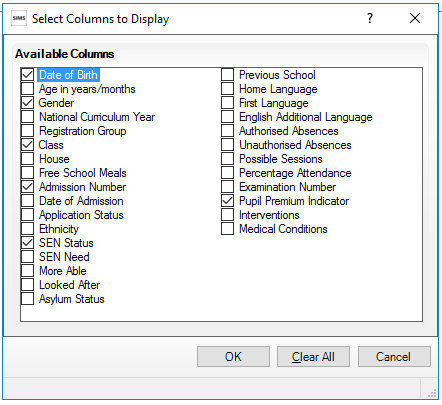 SIMS Select Columns to Display ?
Available Columns
Date of Birth
Age in years/months
Gender
National Curiculum Year
Registration Group
Class
House
Free School Meals
Admission Number
Date of Admission
Application Status
Ethnicity
SEN Status
SEN Need
More Able
Looked After
Asylum Status
Previous School
Home Language
First Language
English Additional Language
Authorised Absences
Unauthorised Absences
Possible Sessions
Percentage Attendance
Examination Number
Pupil Premium Indicator
Interventions
Medical Conditions
OK Clear All Cancel